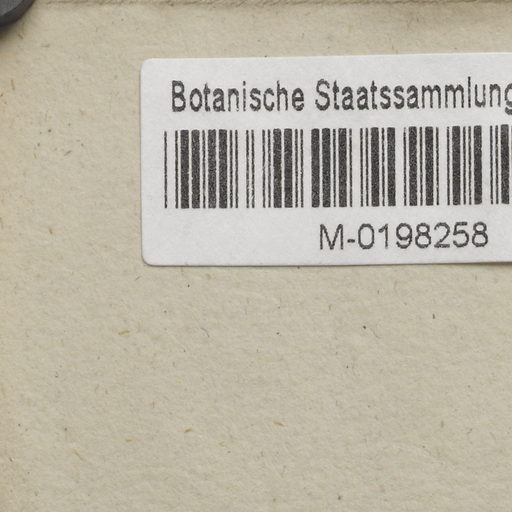 Botanische Staatssammlung
M-0198258